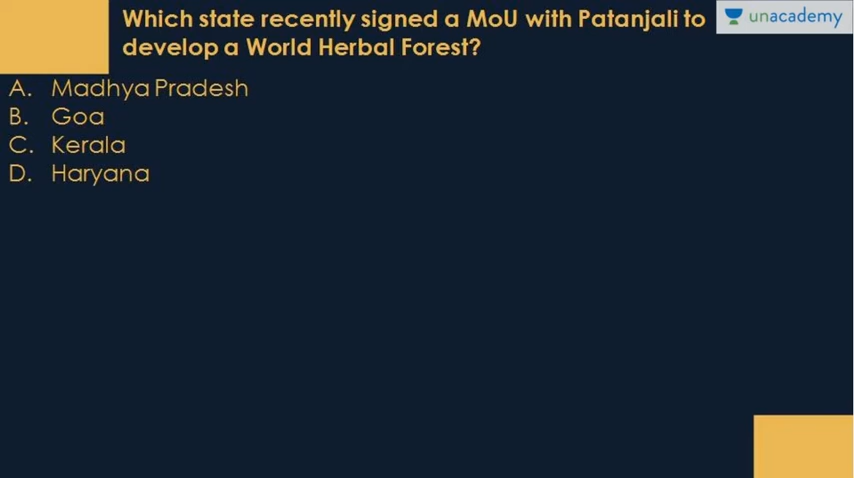 Which state recently signed a MoU with Patanjali to
develop a World Herbal Forest?
unacademy
A. Madhya Pradesh
B. Goa
C. Kerala
D. Haryana